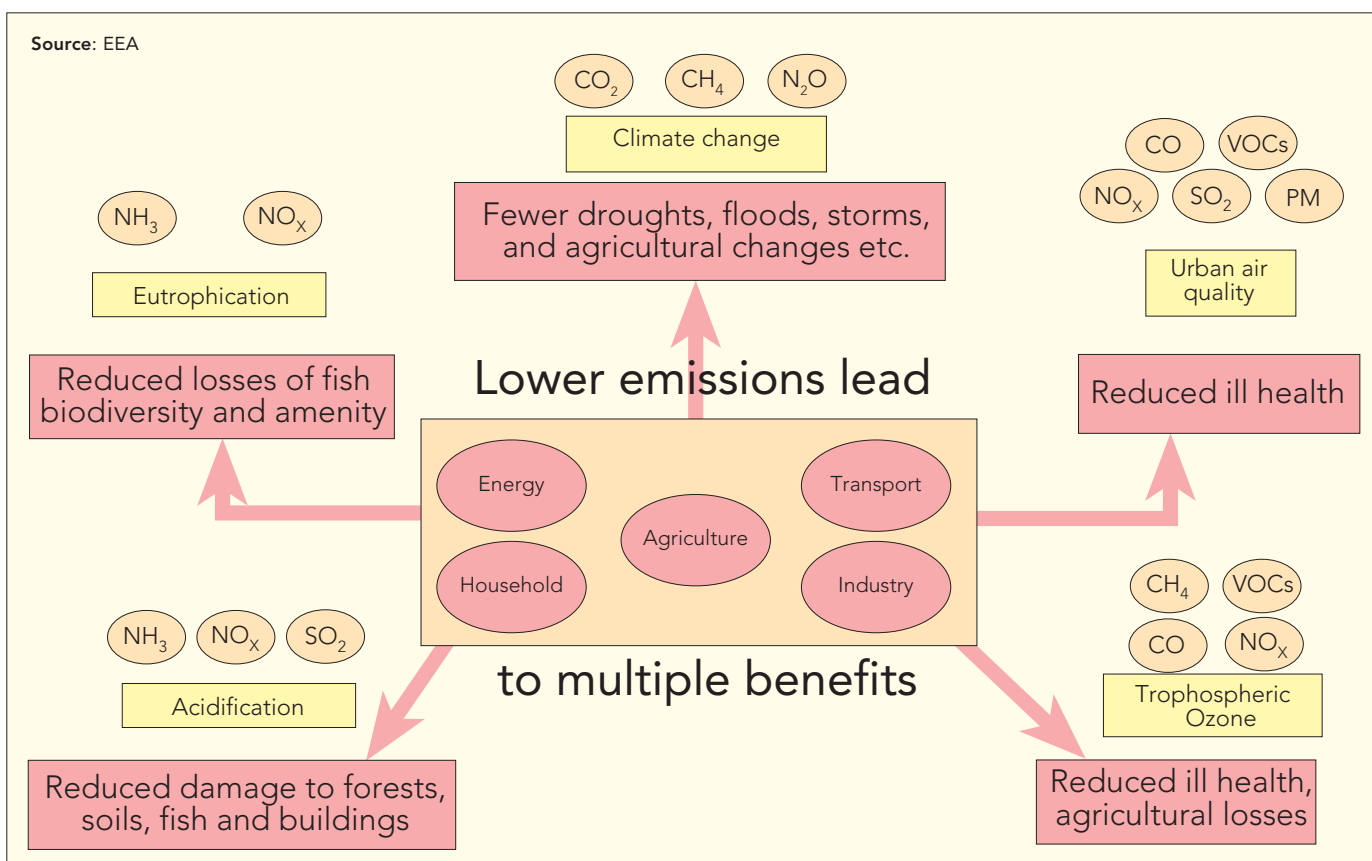 Source: EEA
CO₂ CH₄ N₂O
Climate change
Fewer droughts, floods, storms,
and agricultural changes etc.
NH₃ NOₓ
Eutrophication
Reduced losses of fish
biodiversity and amenity
CO VOCs
NOₓ SO₂ PM
Urban air
quality
Reduced ill health
Lower emissions lead
Energy Transport
Agriculture
Household Industry
to multiple benefits
NH₃ NOₓ SO₂
Acidification
Reduced damage to forests,
soils, fish and buildings
CH₄ VOCs
CO NOₓ
Trophospheric
Ozone
Reduced ill health,
agricultural losses